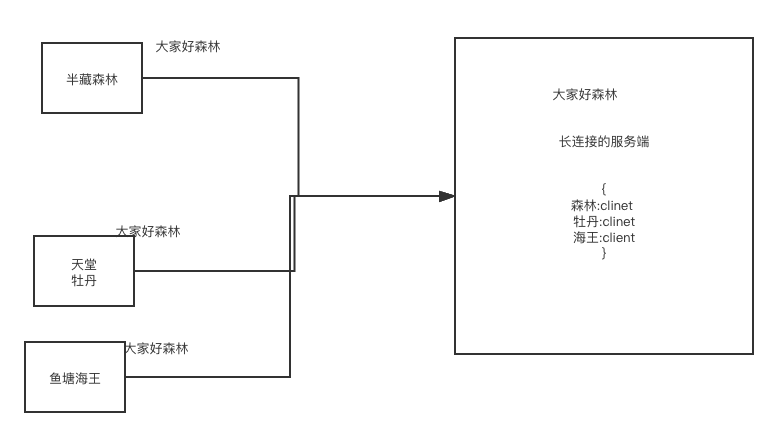 大家好森林
半藏森林
大家好森林
天堂
牡丹
大家好森林
鱼塘海王
大家好森林
长连接的服务端
{
森林:clinet
牡丹:clinet
海王:client
}